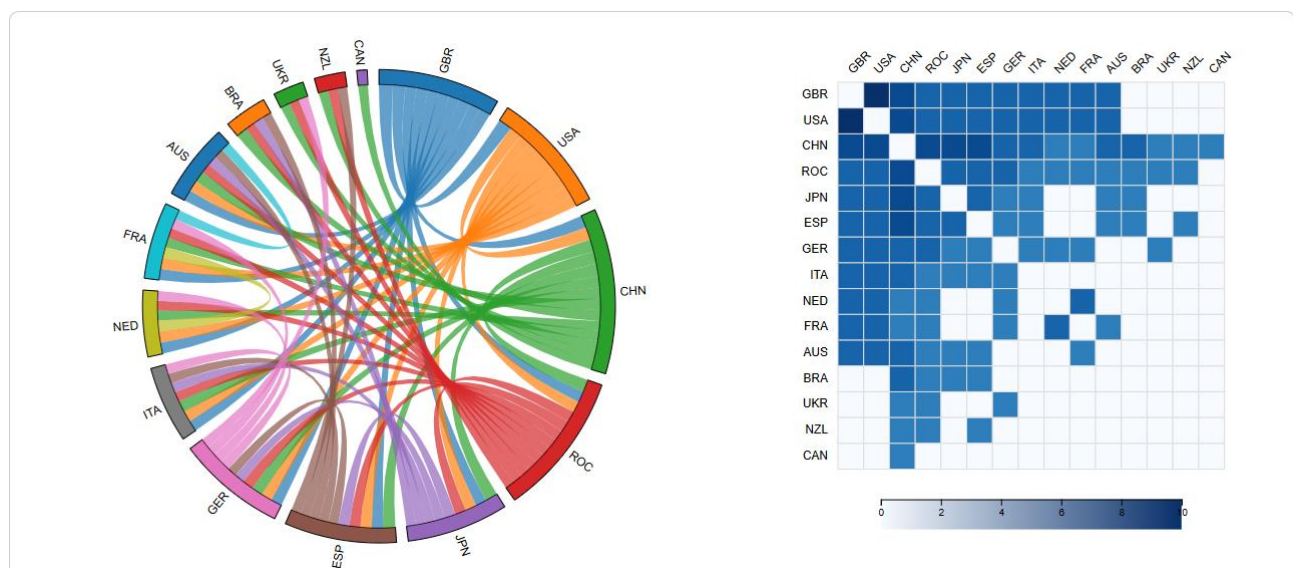 GBR
USA
CHN
ROC
JPN
ESP
GER
ITA
NED
FRA
AUS
BRA
UKR
NZL
CAN
GBR USA CHN ROC JPN ESP GER ITA NED FRA AUS BRA UKR NZL CAN
GBR
USA
CHN
ROC
JPN
ESP
GER
ITA
NED
FRA
AUS
BRA
UKR
NZL
CAN
0 2 4 6 8 10